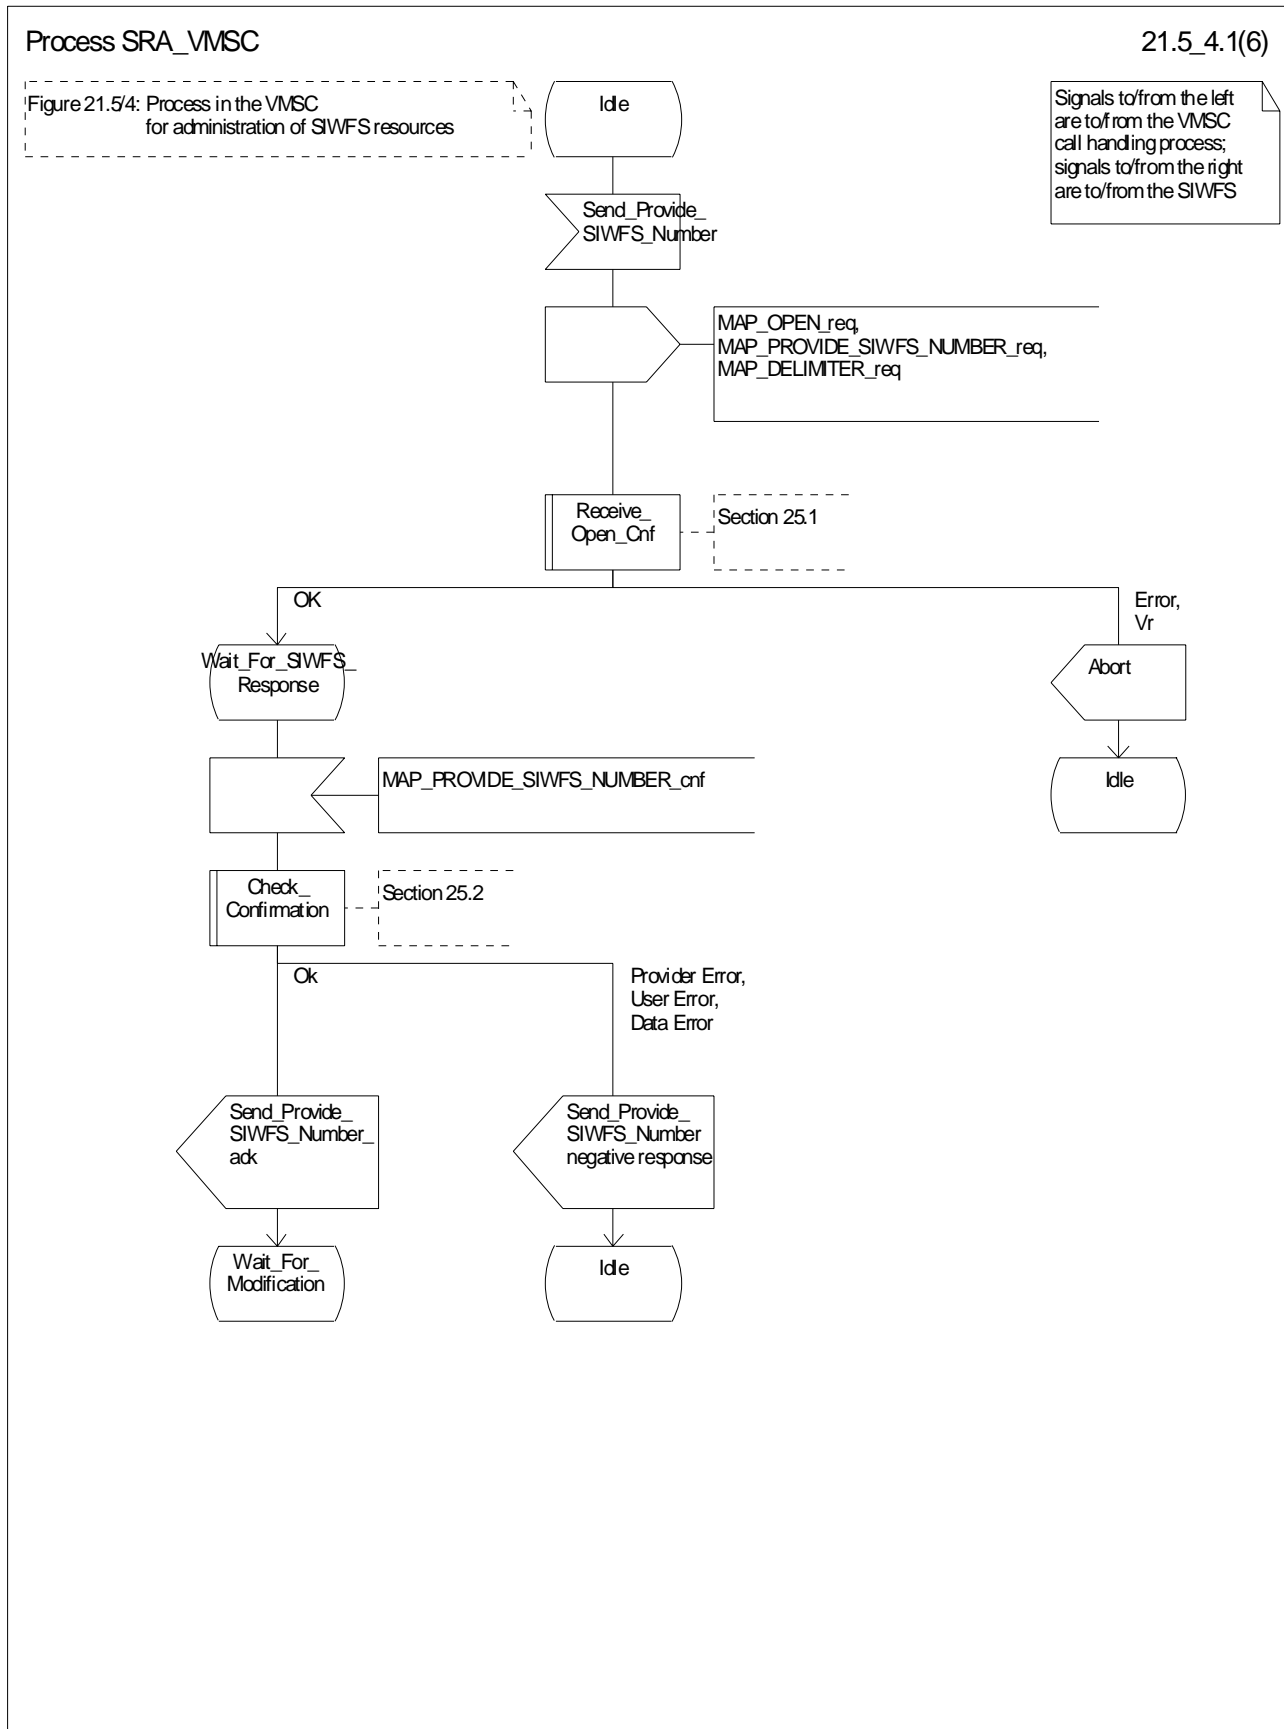 Process SRA_VMSC
21.5_4.1(6)
Figure 21.5/4: Process in the VMSC
for administration of SIWFS resources
Idle
Signals to/from the left
are to/from the VMSC
call handling process;
signals to/from the right
are to/from the SIWFS
Send_Provide_
SIWFS_Number
MAP_OPEN_req,
MAP_PROVIDE_SIWFS_NUMBER_req,
MAP_DELIMITER_req
Receive_
Open_Cnf
Section 25.1
OK
Error,
Vr
Wait_For_SIWFS_
Response
Abort
MAP_PROVIDE_SIWFS_NUMBER_cnf
Idle
Check_
Confirmation
Section 25.2
Ok
Provider Error,
User Error,
Data Error
Send_Provide_
SIWFS_Number_
ack
Send_Provide_
SIWFS_Number
negative response
Wait_For_
Modification
Idle